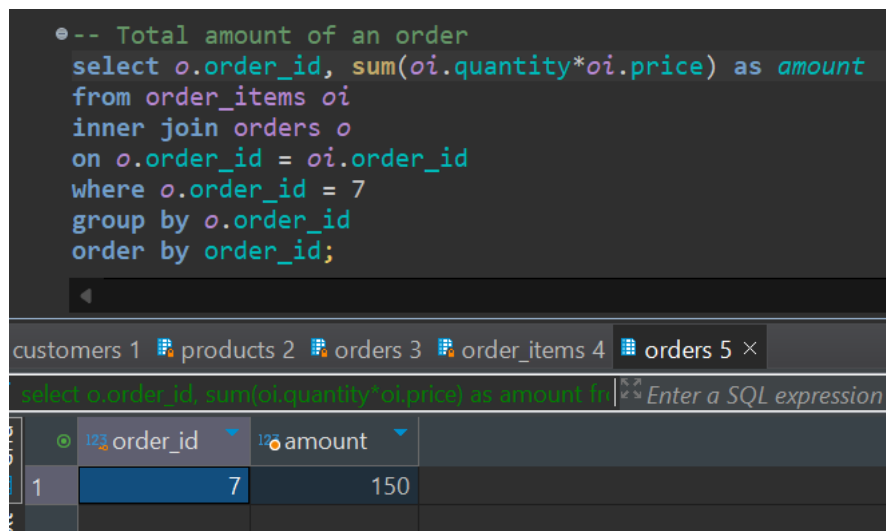 -- Total amount of an order
select o.order_id, sum(oi.quantity*oi.price) as amount
from order_items oi
inner join orders o
on o.order_id = oi.order_id
where o.order_id = 7
group by o.order_id
order by order_id;
customers 1 products 2 orders 3 order_items 4 orders 5 ×
select o.order_id, sum(oi.quantity*oi.price) as amount Enter a SQL expression
123 order_id 123 amount
1 7 150